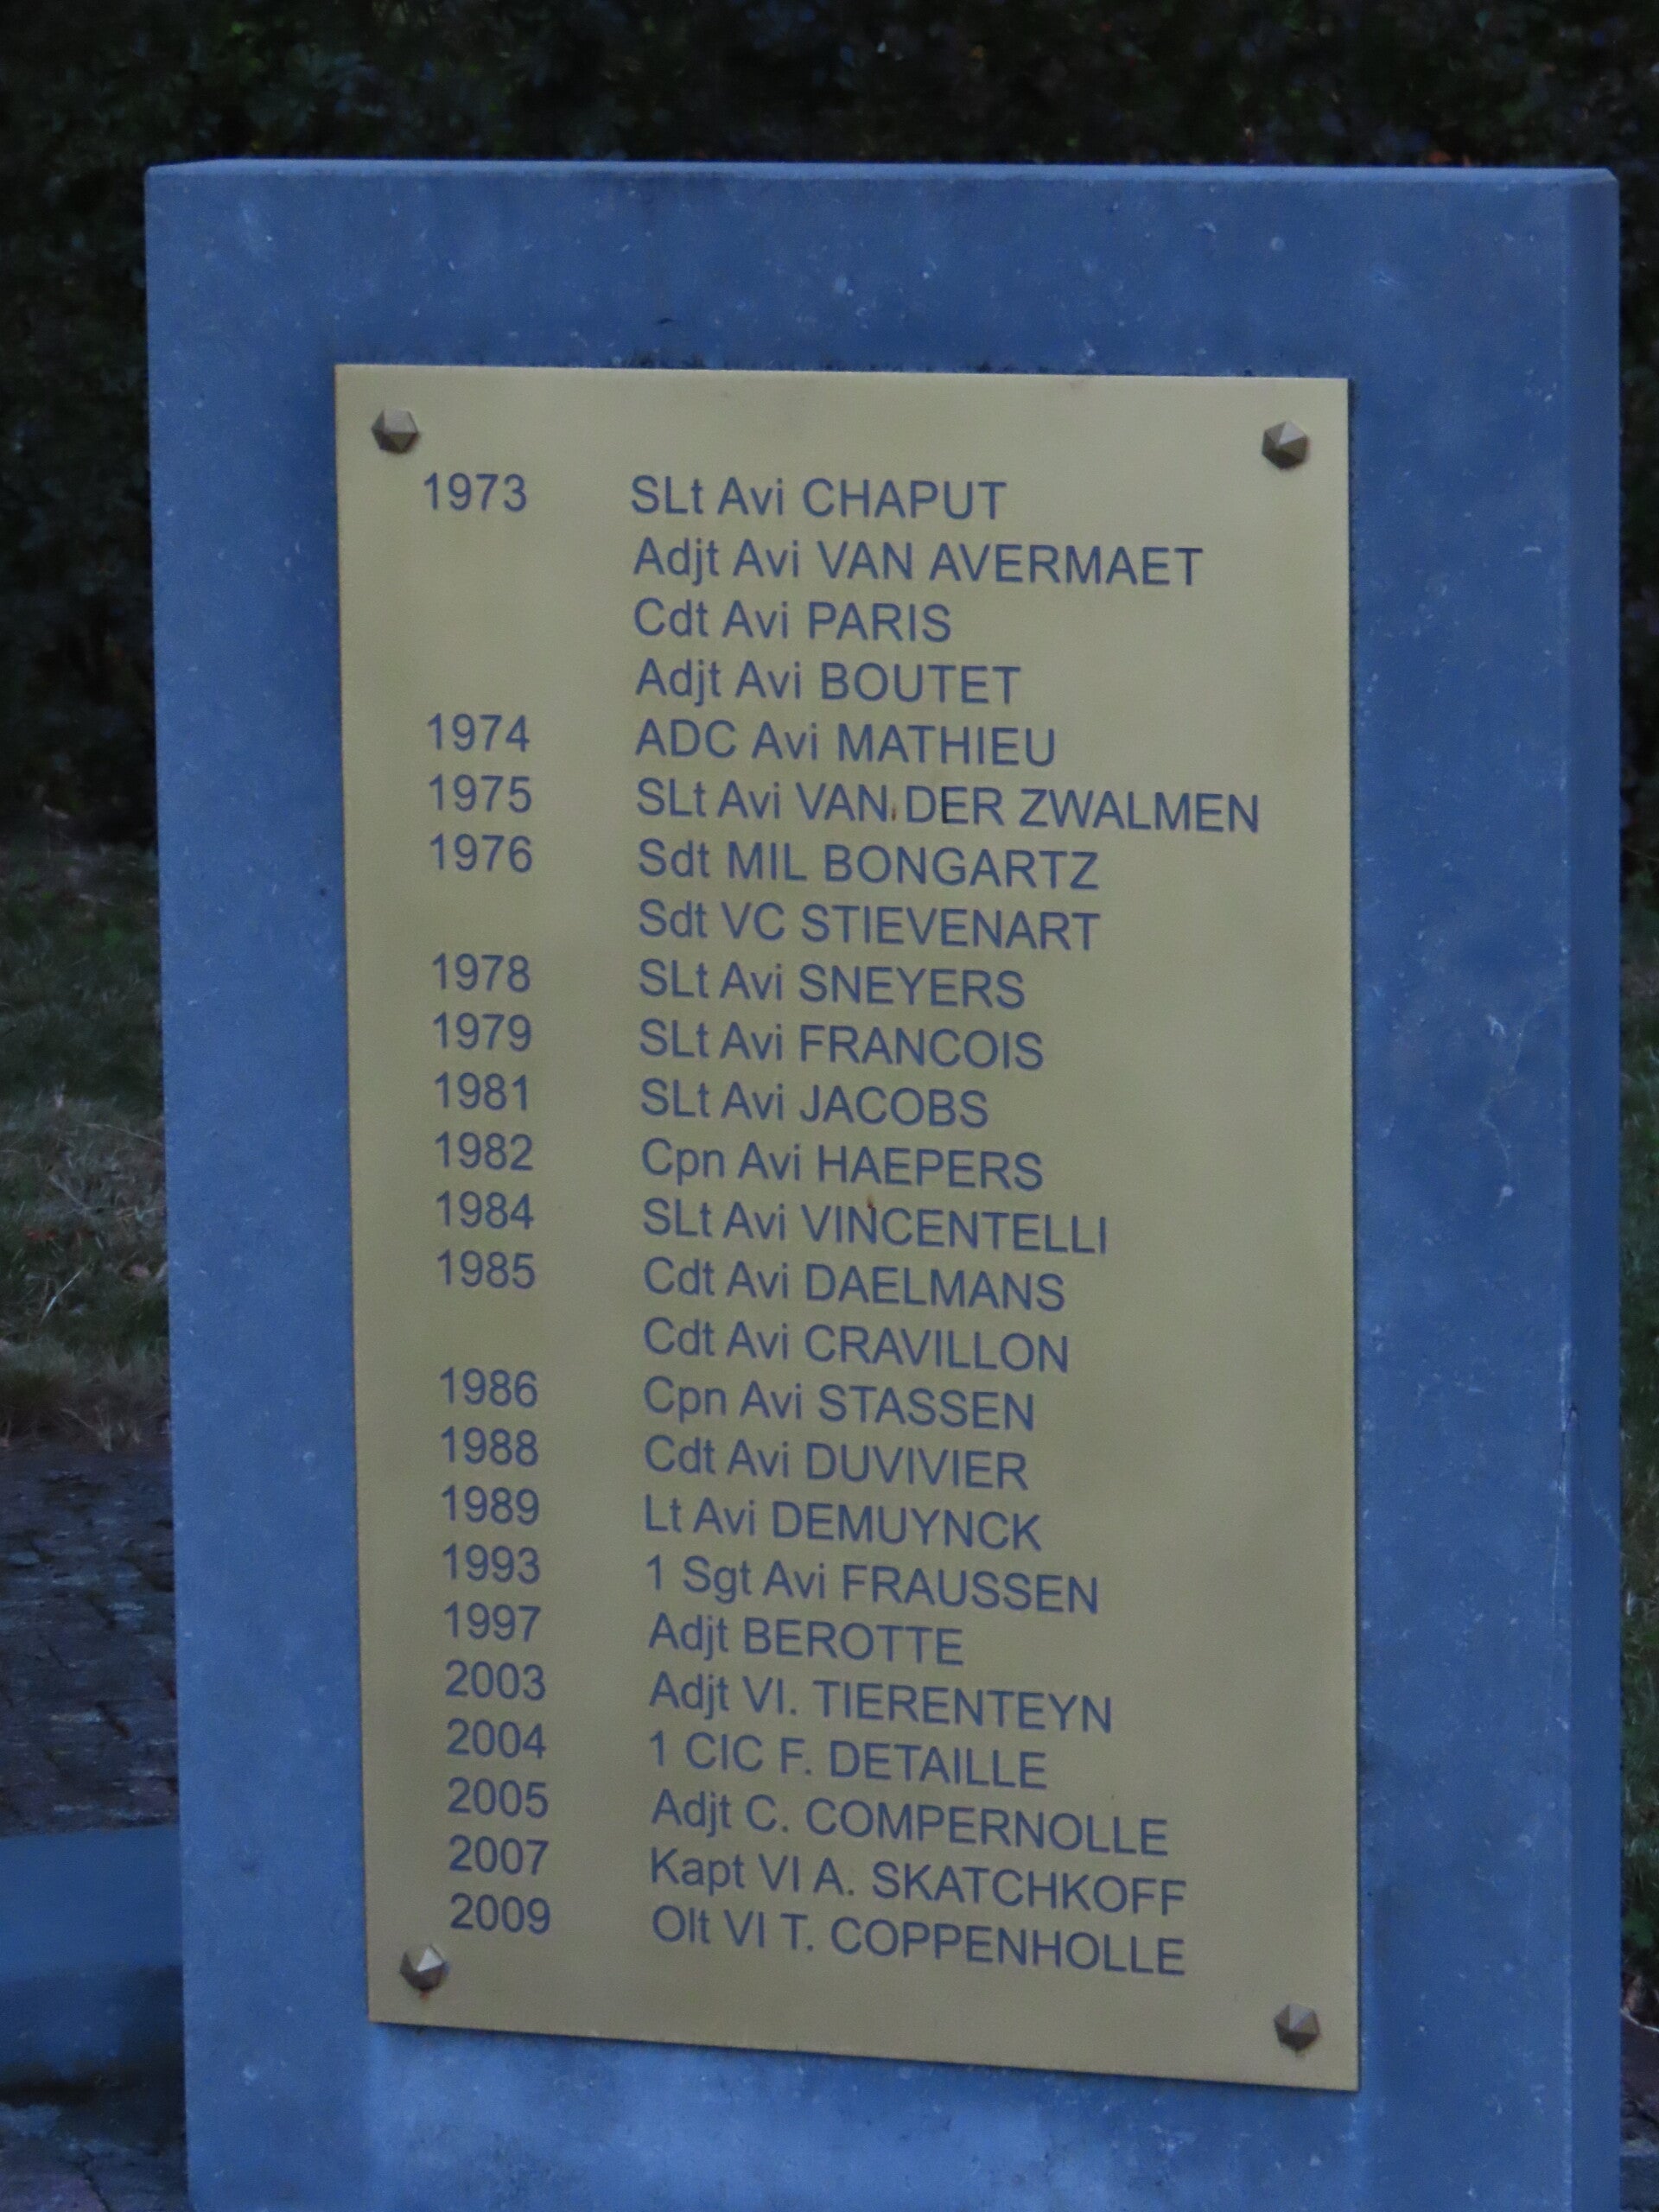 1973 SLt Avi CHAPUT
Adjt Avi VAN AVERMAET
Cdt Avi PARIS
Adjt Avi BOUTET
1974 ADC Avi MATHIEU
1975 SLt Avi VAN DER ZWALMEN
1976 Sdt MIL BONGARTZ
Sdt VC STIEVENART
1978 SLt Avi SNEYERS
1979 SLt Avi FRANCOIS
1981 SLt Avi JACOBS
1982 Cpn Avi HAEPERS
1984 SLt Avi VINCENTELLI
1985 Cdt Avi DAELMANS
Cdt Avi CRAVILLON
1986 Cpn Avi STASSEN
1988 Cdt Avi DUVIVIER
1989 Lt Avi DEMUYNCK
1993 1 Sgt Avi FRAUSSEN
1997 Adjt BEROTTE
2003 Adjt Vl. TIERENTEYN
2004 1 ClC F. DETAILLE
2005 Adjt C. COMPERNOLLE
2007 Kapt Vl A. SKATCHKOFF
2009 Olt Vl T. COPPENHOLLE